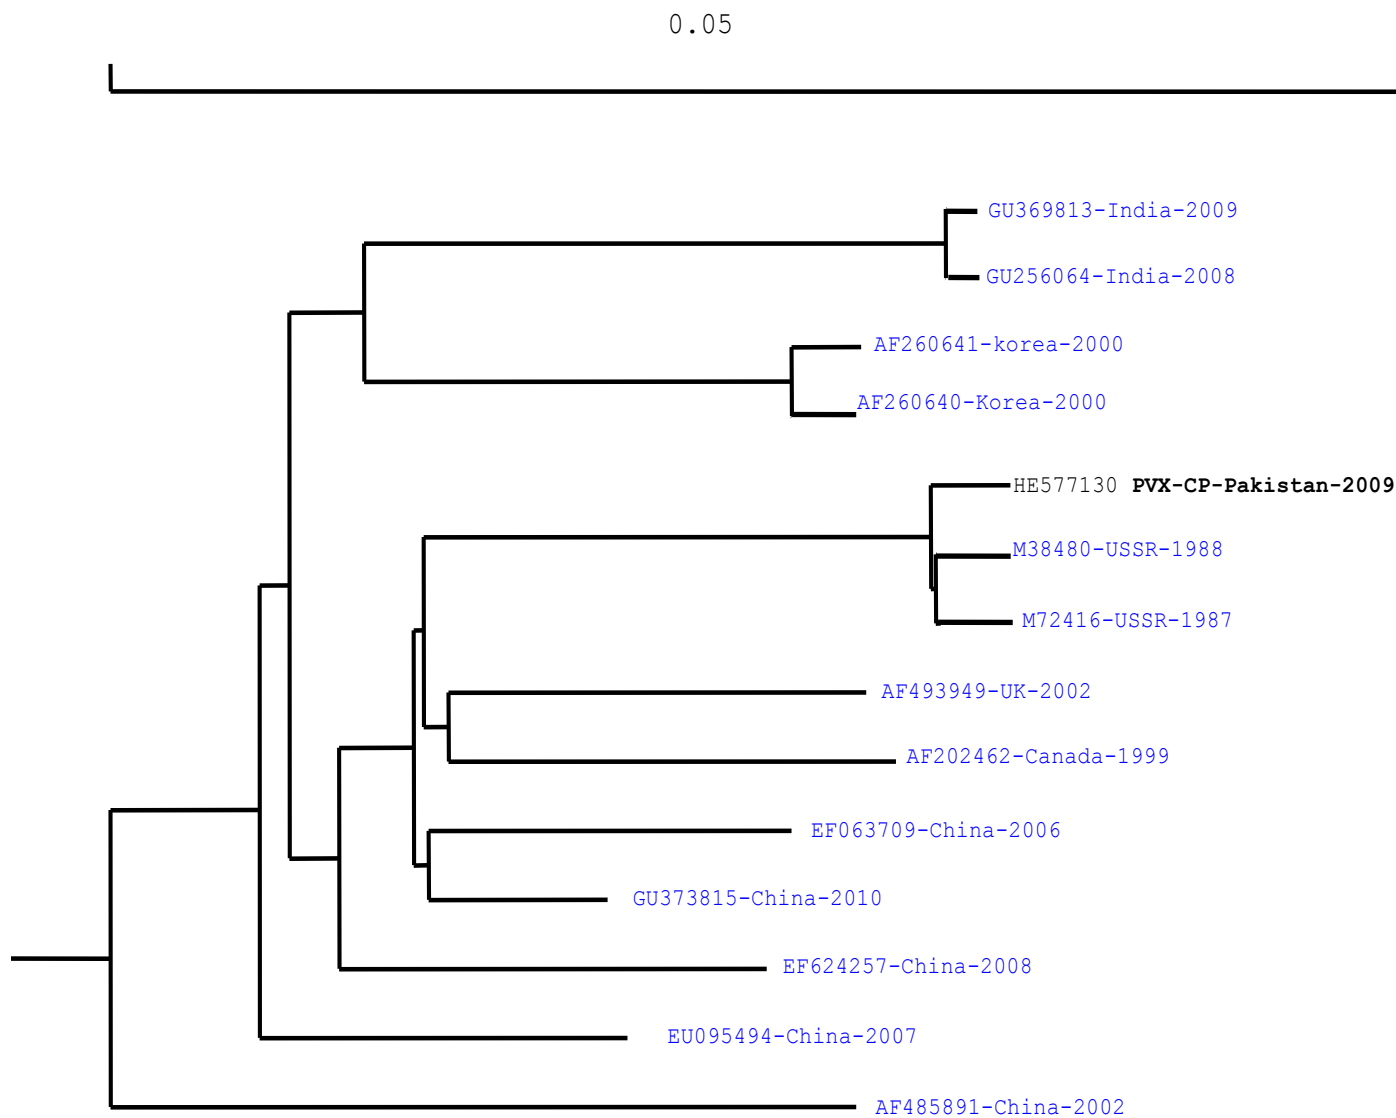 0.05
GU369813-India-2009
GU256064-India-2008
AF260641-korea-2000
AF260640-Korea-2000
HE577130 PVX-CP-Pakistan-2009
M38480-USSR-1988
M72416-USSR-1987
AF493949-UK-2002
AF202462-Canada-1999
EF063709-China-2006
GU373815-China-2010
EF624257-China-2008
EU095494-China-2007
AF485891-China-2002